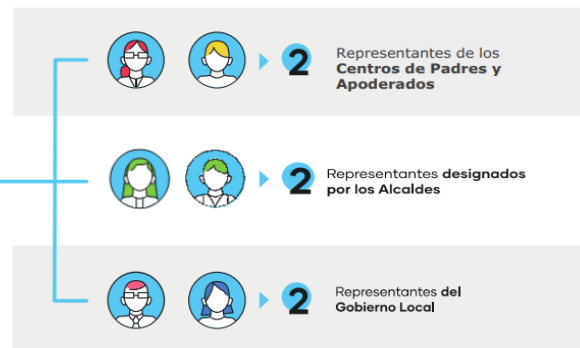 2
Representantes de los
Centros de Padres y
Apoderados
2
Representantes designados
por los Alcaldes
2
Representantes del
Gobierno Local